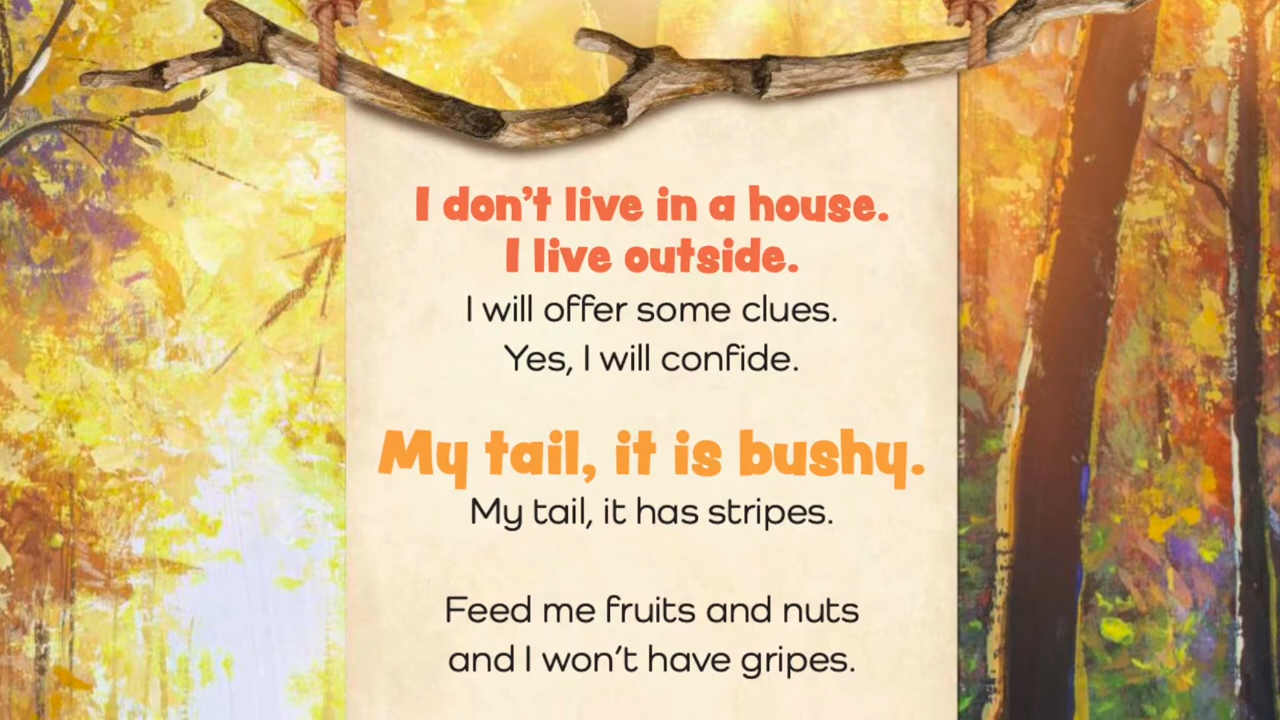 I don't live in a house.
I live outside.
I will offer some clues.
Yes, I will confide.
My tail, it is bushy.
My tail, it has stripes.
Feed me fruits and nuts
and I won't have gripes.